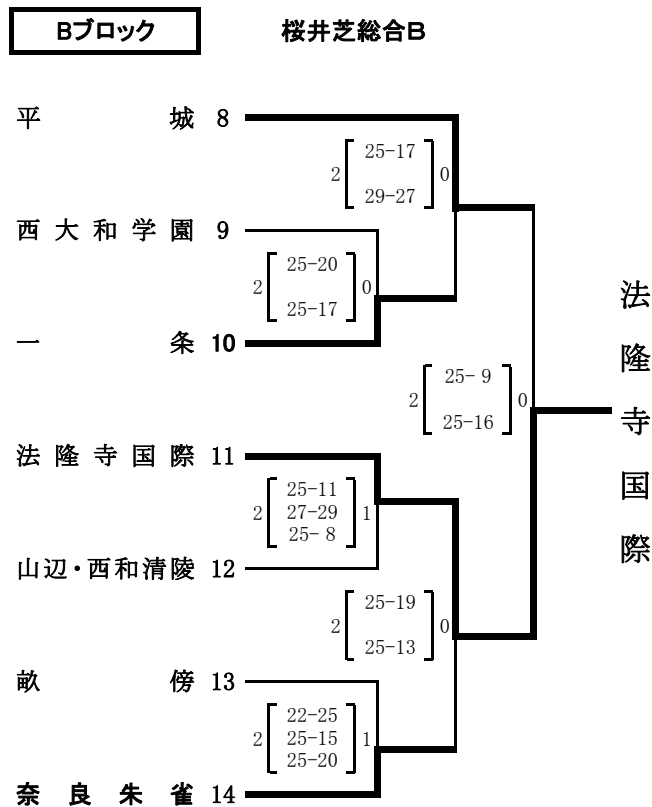 Bブロック 桜井芝総合B
平城 8
2 25-17 0
29-27
西大和学園 9
2 25-20 0
25-17
一条 10
2 25- 9 0
25-16
法隆寺国際 11
2 25-11 1
27-29
25- 8
山辺・西和清陵 12
2 25-19 0
25-13
畝傍 13
2 22-25 1
25-15
25-20
奈良朱雀 14
法隆寺国際